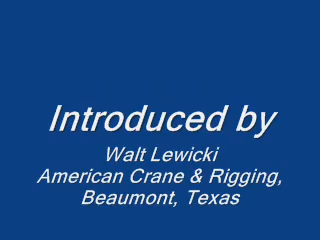 Introduced by
Walt Lewicki
American Crane & Rigging,
Beaumont, Texas